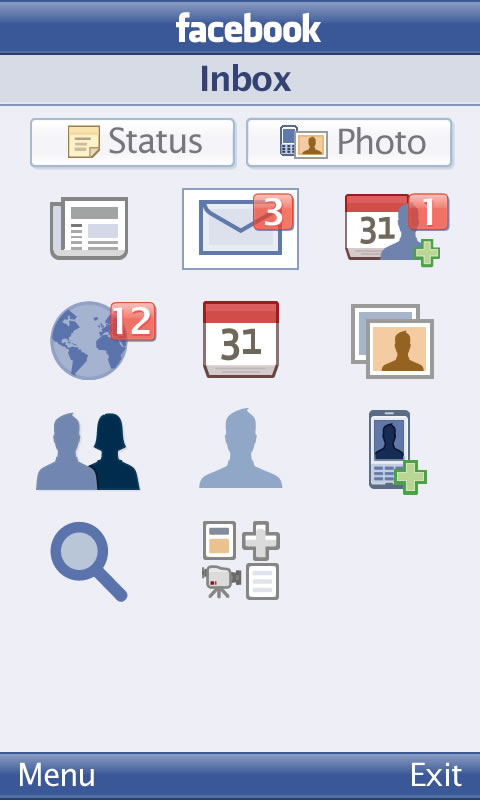 facebook
Inbox
Status Photo
3
31 1
12
31
Menu Exit